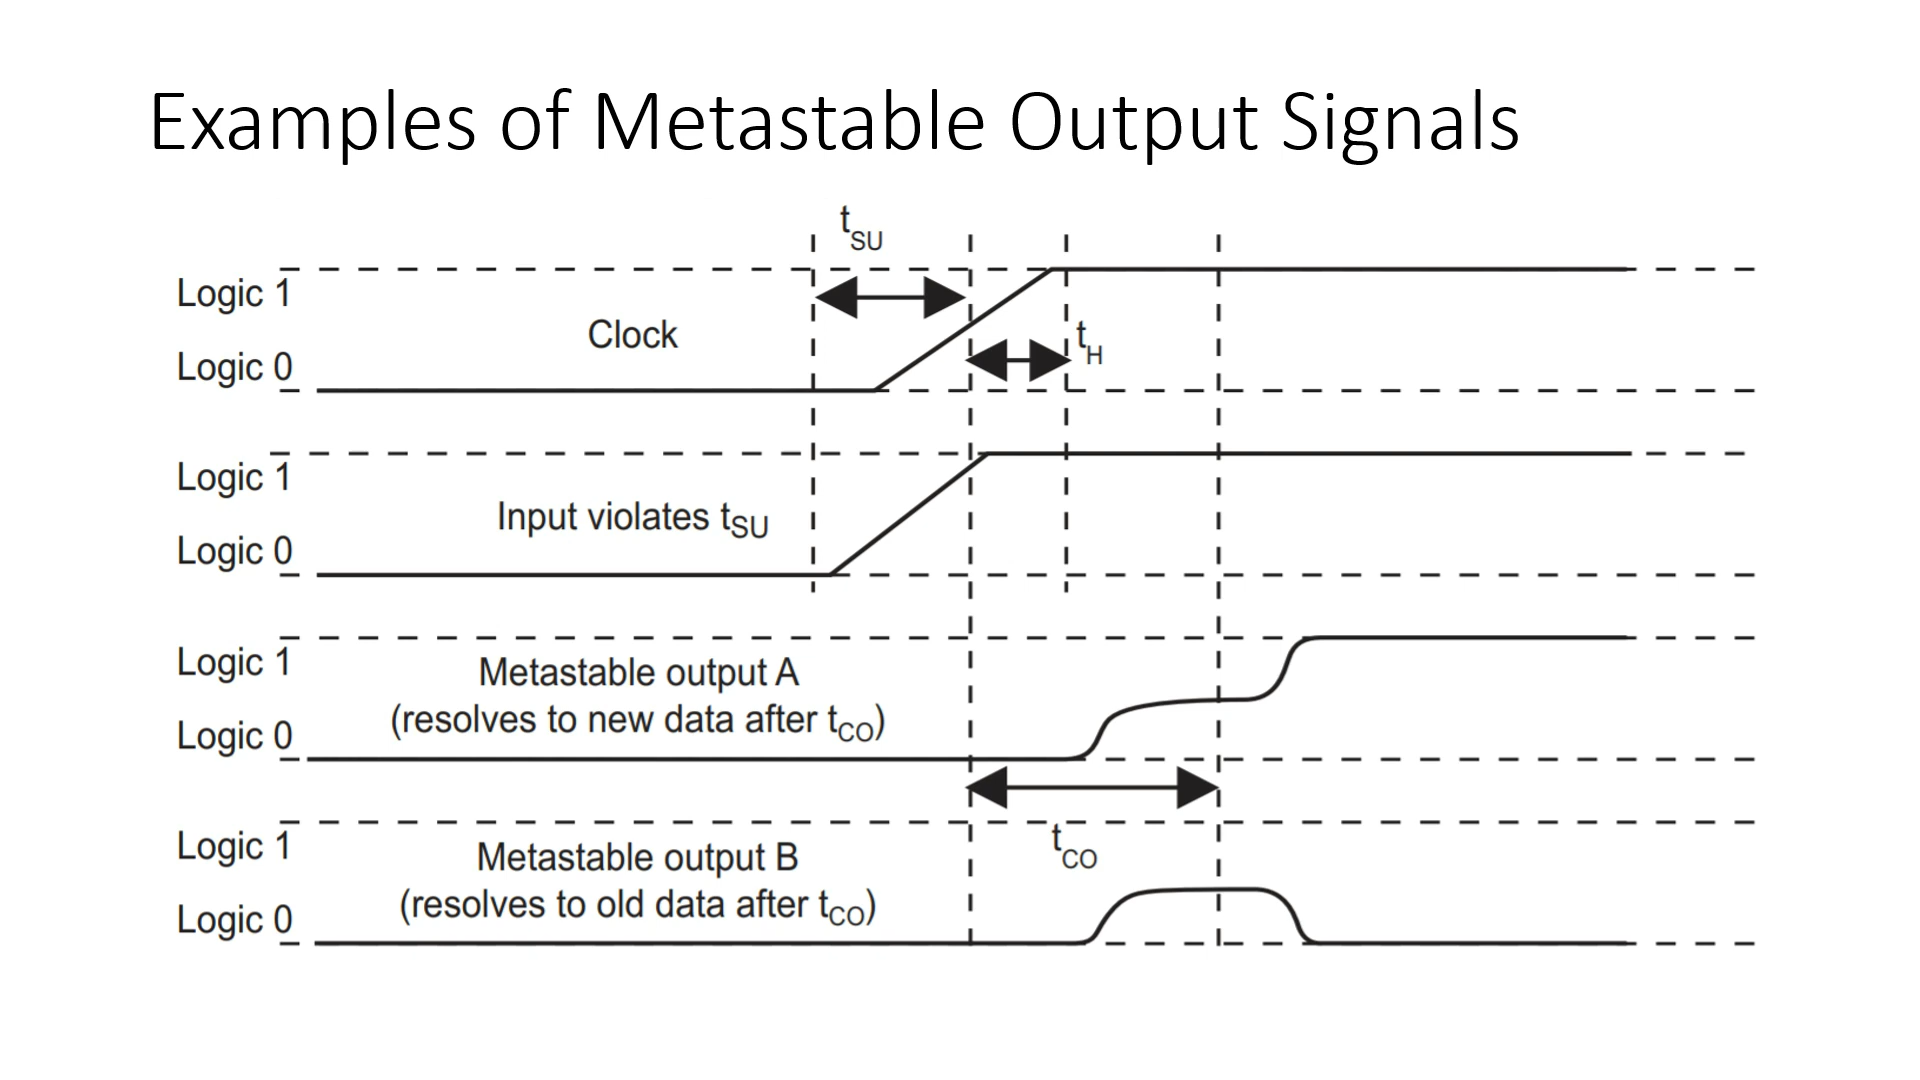 Examples of Metastable Output Signals
tSU
Logic 1
Clock
tH
Logic 0
Logic 1
Input violates tSU
Logic 0
Logic 1
Metastable output A
(resolves to new data after tCO)
Logic 0
tCO
Logic 1
Metastable output B
(resolves to old data after tCO)
Logic 0